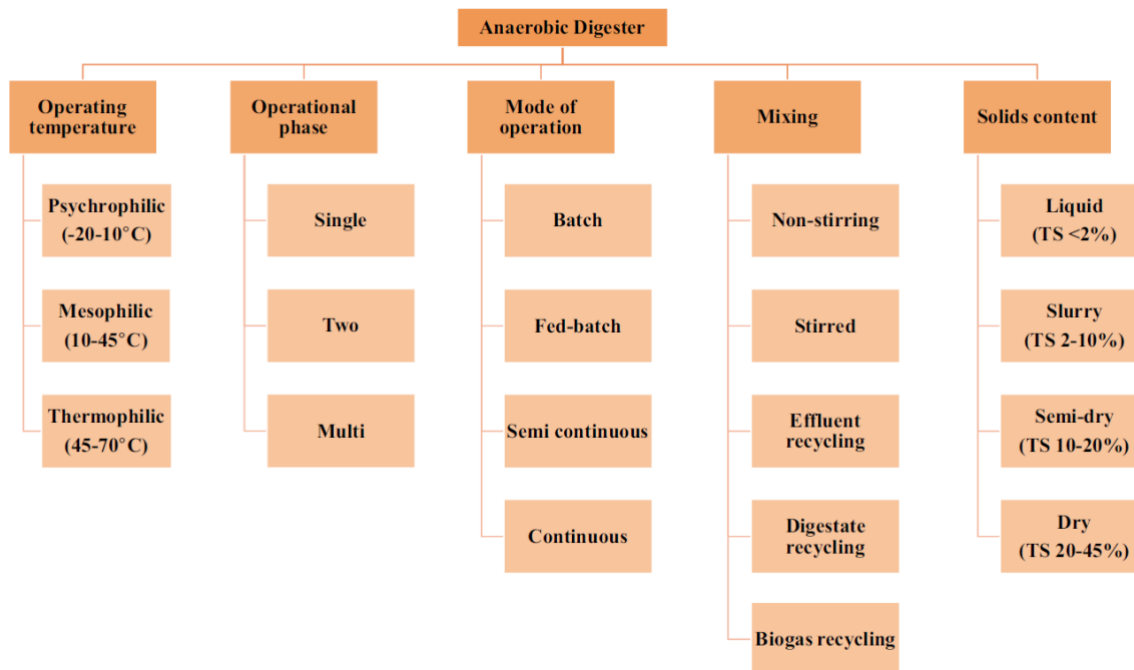 Anaerobic Digester
Operating
temperature
Operational
phase
Mode of
operation
Mixing
Solids content
Psychrophilic
(-20-10°C)
Mesophilic
(10-45°C)
Thermophilic
(45-70°C)
Single
Two
Multi
Batch
Fed-batch
Semi continuous
Continuous
Non-stirring
Stirred
Effluent
recycling
Digestate
recycling
Biogas recycling
Liquid
(TS <2%)
Slurry
(TS 2-10%)
Semi-dry
(TS 10-20%)
Dry
(TS 20-45%)